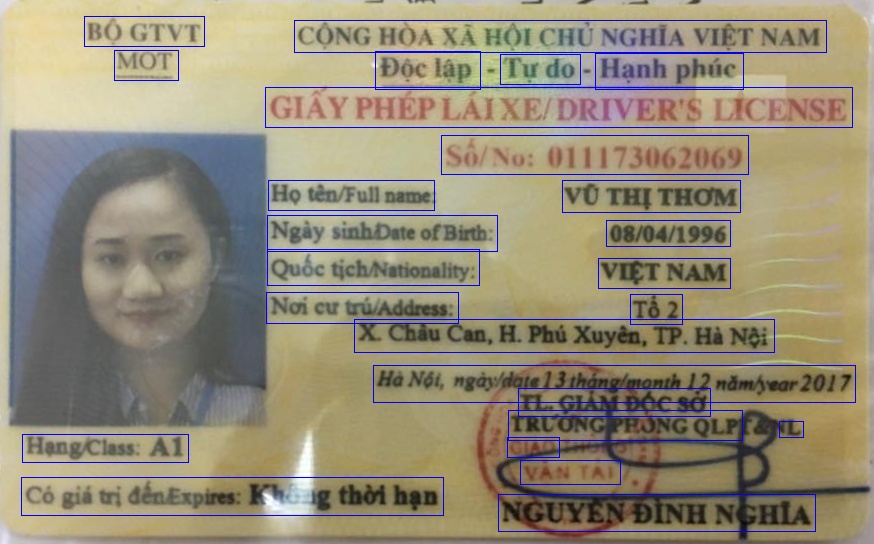 BỘ GTVT
MOT
CỘNG HÒA XÃ HỘI CHỦ NGHĨA VIỆT NAM
Độc lập - Tự do - Hạnh phúc
GIẤY PHÉP LÁI XE/ DRIVER'S LICENSE
Số/No: 011173062069
Họ tên/Full name: VŨ THỊ THƠM
Ngày sinh/Date of Birth: 08/04/1996
Quốc tịch/Nationality: VIỆT NAM
Nơi cư trú/Address: Tổ 2
X. Châu Can, H. Phú Xuyên, TP. Hà Nội
Hà Nội, ngày/date 13 tháng/month 12 năm/year 2017
TL. GIÁM ĐỐC SỞ
TRƯỞNG PHÒNG QLPT & NL
GIAO THÔNG
VẬN TẢI
Hạng/Class: A1
Có giá trị đến/Expires: Không thời hạn
NGUYỄN ĐÌNH NGHĨA